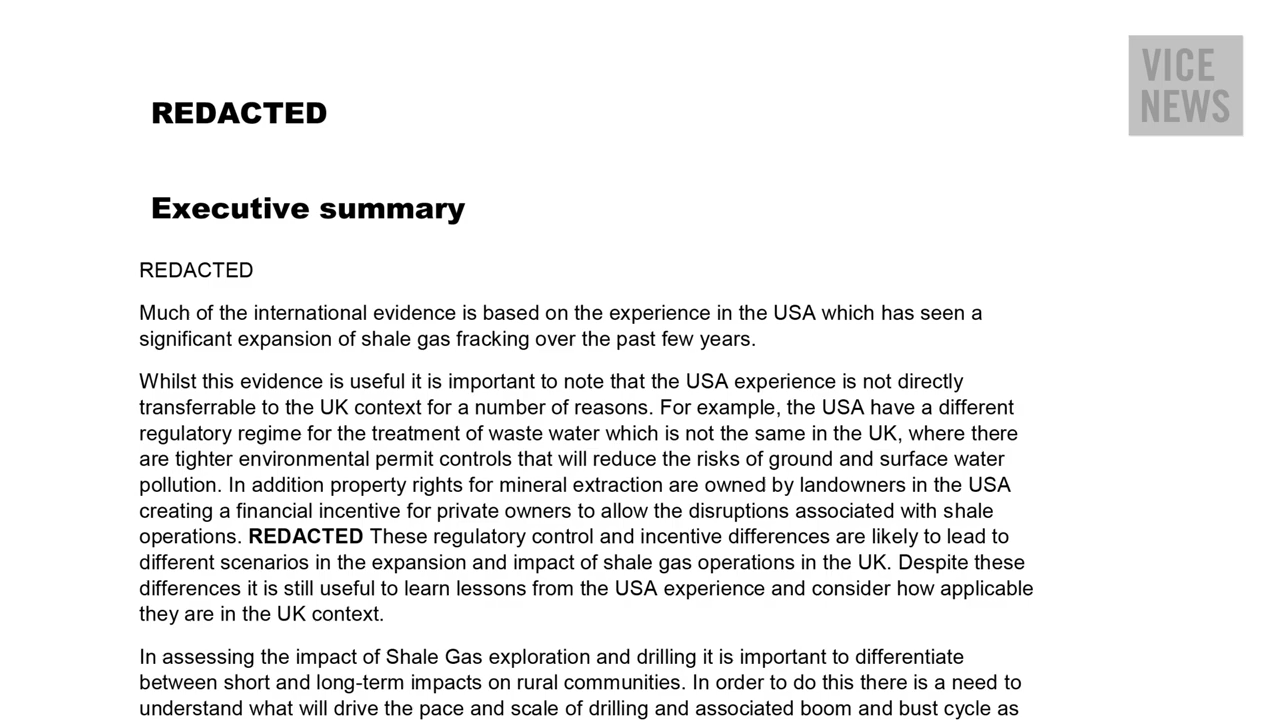 VICE
NEWS
REDACTED
Executive summary
REDACTED
Much of the international evidence is based on the experience in the USA which has seen a
significant expansion of shale gas fracking over the past few years.
Whilst this evidence is useful it is important to note that the USA experience is not directly
transferrable to the UK context for a number of reasons. For example, the USA have a different
regulatory regime for the treatment of waste water which is not the same in the UK, where there
are tighter environmental permit controls that will reduce the risks of ground and surface water
pollution. In addition property rights for mineral extraction are owned by landowners in the USA
creating a financial incentive for private owners to allow the disruptions associated with shale
operations. REDACTED These regulatory control and incentive differences are likely to lead to
different scenarios in the expansion and impact of shale gas operations in the UK. Despite these
differences it is still useful to learn lessons from the USA experience and consider how applicable
they are in the UK context.
In assessing the impact of Shale Gas exploration and drilling it is important to differentiate
between short and long-term impacts on rural communities. In order to do this there is a need to
understand what will drive the pace and scale of drilling and associated boom and bust cycle as